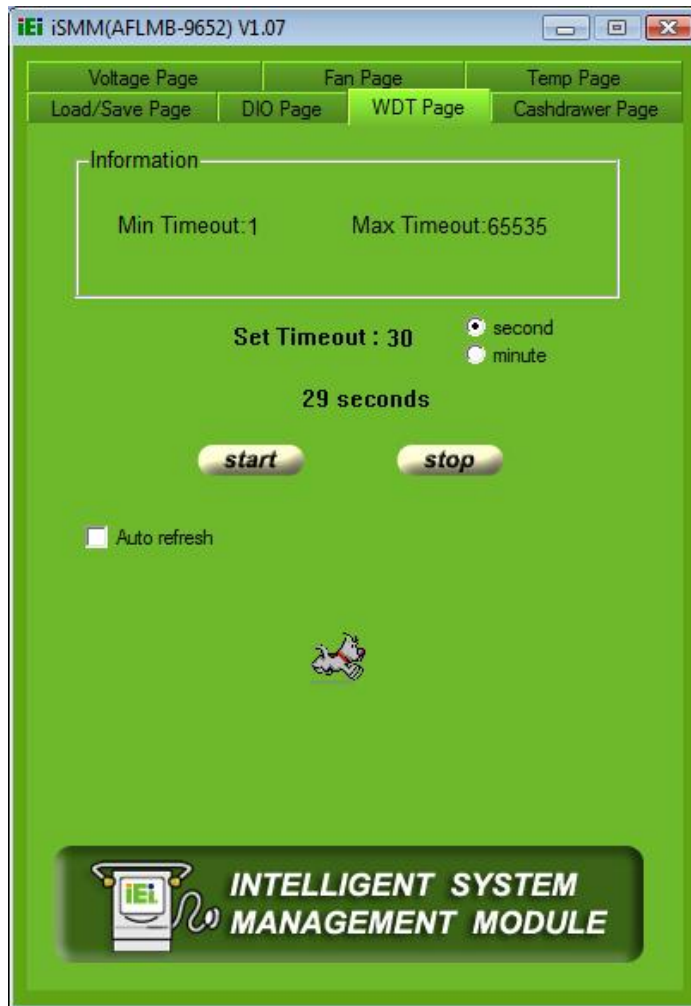 iEi iSMM(AFLMB-9652) V1.07
Voltage Page Fan Page Temp Page
Load/Save Page DIO Page WDT Page Cashdrawer Page
Information
Min Timeout:1 Max Timeout:65535
Set Timeout : 30 second
minute
29 seconds
start stop
Auto refresh
iEi
INTELLIGENT SYSTEM
MANAGEMENT MODULE